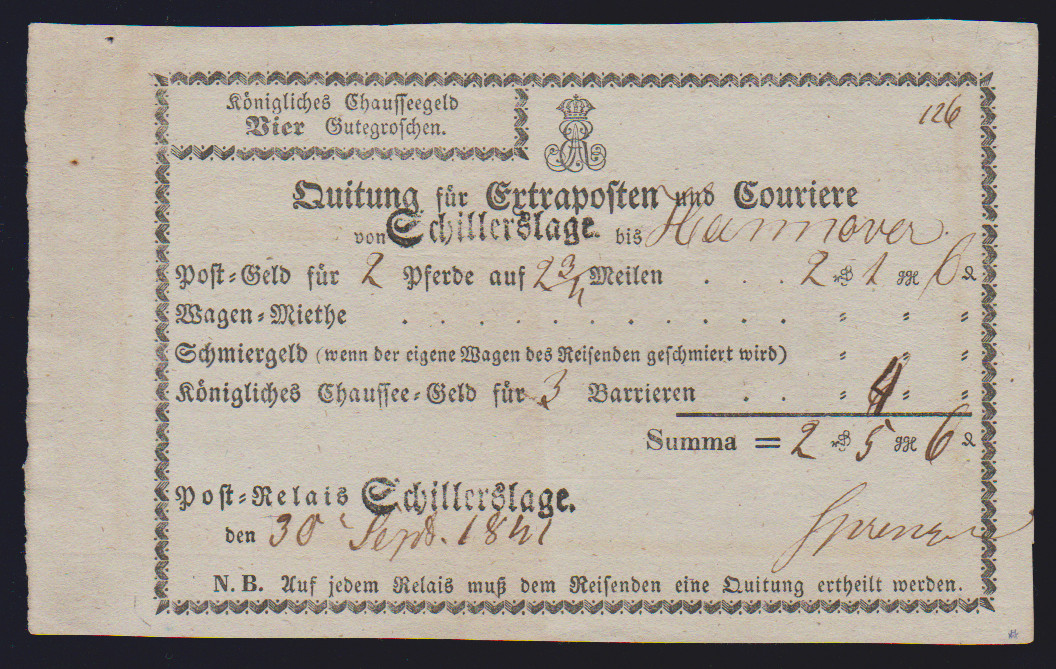 Königliches Chausseegeld
Vier Gutegroschen.
126
Quitung für Extraposten und Couriere
von Schillerslage. bis Hannover.
Post-Geld für 2 Pferde auf 2 3/4 Meilen . . . 2 1 6
Wagen-Miethe . . . . . . . . . . . . " " "
Schmiergeld (wenn der eigene Wagen des Reisenden geschmiert wird) " " "
Königliches Chaussee-Geld für 3 Barrieren . . " 4 " "
Summa = 2 5 6
Post-Relais Schillerslage.
den 30 Sept. 1841
N. B. Auf jedem Relais muß dem Reisenden eine Quitung ertheilt werden.